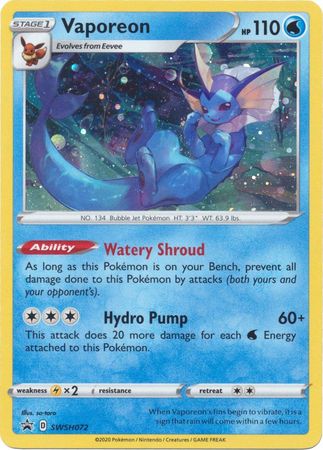 STAGE 1 Vaporeon HP 110
Evolves from Eevee
NO. 134 Bubble Jet Pokémon HT: 3'3" WT: 63.9 lbs.
Ability Watery Shroud
As long as this Pokémon is on your Bench, prevent all
damage done to this Pokémon by attacks (both yours and
your opponent's).
Hydro Pump 60+
This attack does 20 more damage for each Energy
attached to this Pokémon.
weakness ×2 resistance retreat
Illus. so-taro
When Vaporeon's fins begin to vibrate, it is a
sign that rain will come within a few hours.
D SWSH072
©2020 Pokémon / Nintendo / Creatures / GAME FREAK